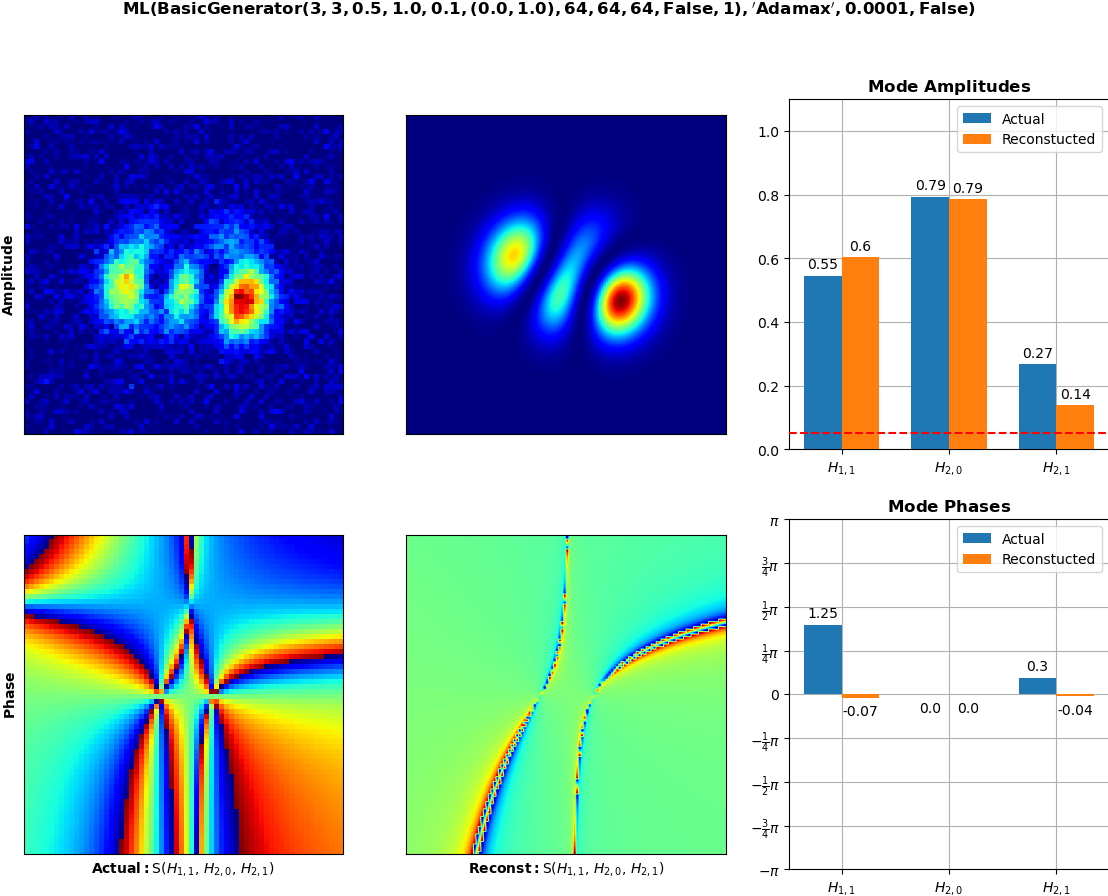 ML(BasicGenerator(3, 3, 0.5, 1.0, 0.1, (0.0, 1.0), 64, 64, 64, False, 1), ′Adamax′, 0.0001, False)
Mode Amplitudes
Actual
Reconstucted
1.0
0.8
0.6
0.4
0.2
0.0
0.55
0.6
0.79
0.79
0.27
0.14
H1,1
H2,0
H2,1
Amplitude
Mode Phases
Actual
Reconstucted
π
3/4π
1/2π
1/4π
0
−1/4π
−1/2π
−3/4π
−π
1.25
-0.07
0.0
0.0
0.3
-0.04
H1,1
H2,0
H2,1
Phase
Actual: S(H1,1, H2,0, H2,1)
Reconst: S(H1,1, H2,0, H2,1)